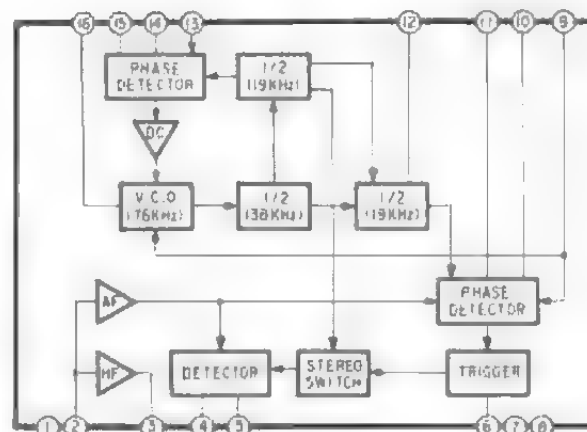 16 15 14 13 12 11 10 9
PHASE
DETECTOR
1/2
(19KHz)
DC
V.C.O
(76KHz)
1/2
(38KHz)
1/2
(19KHz)
AF
PHASE
DETECTOR
HF
DETECTOR
STEREO
SWITCH
TRIGGER
1 2 3 4 5 6 7 8